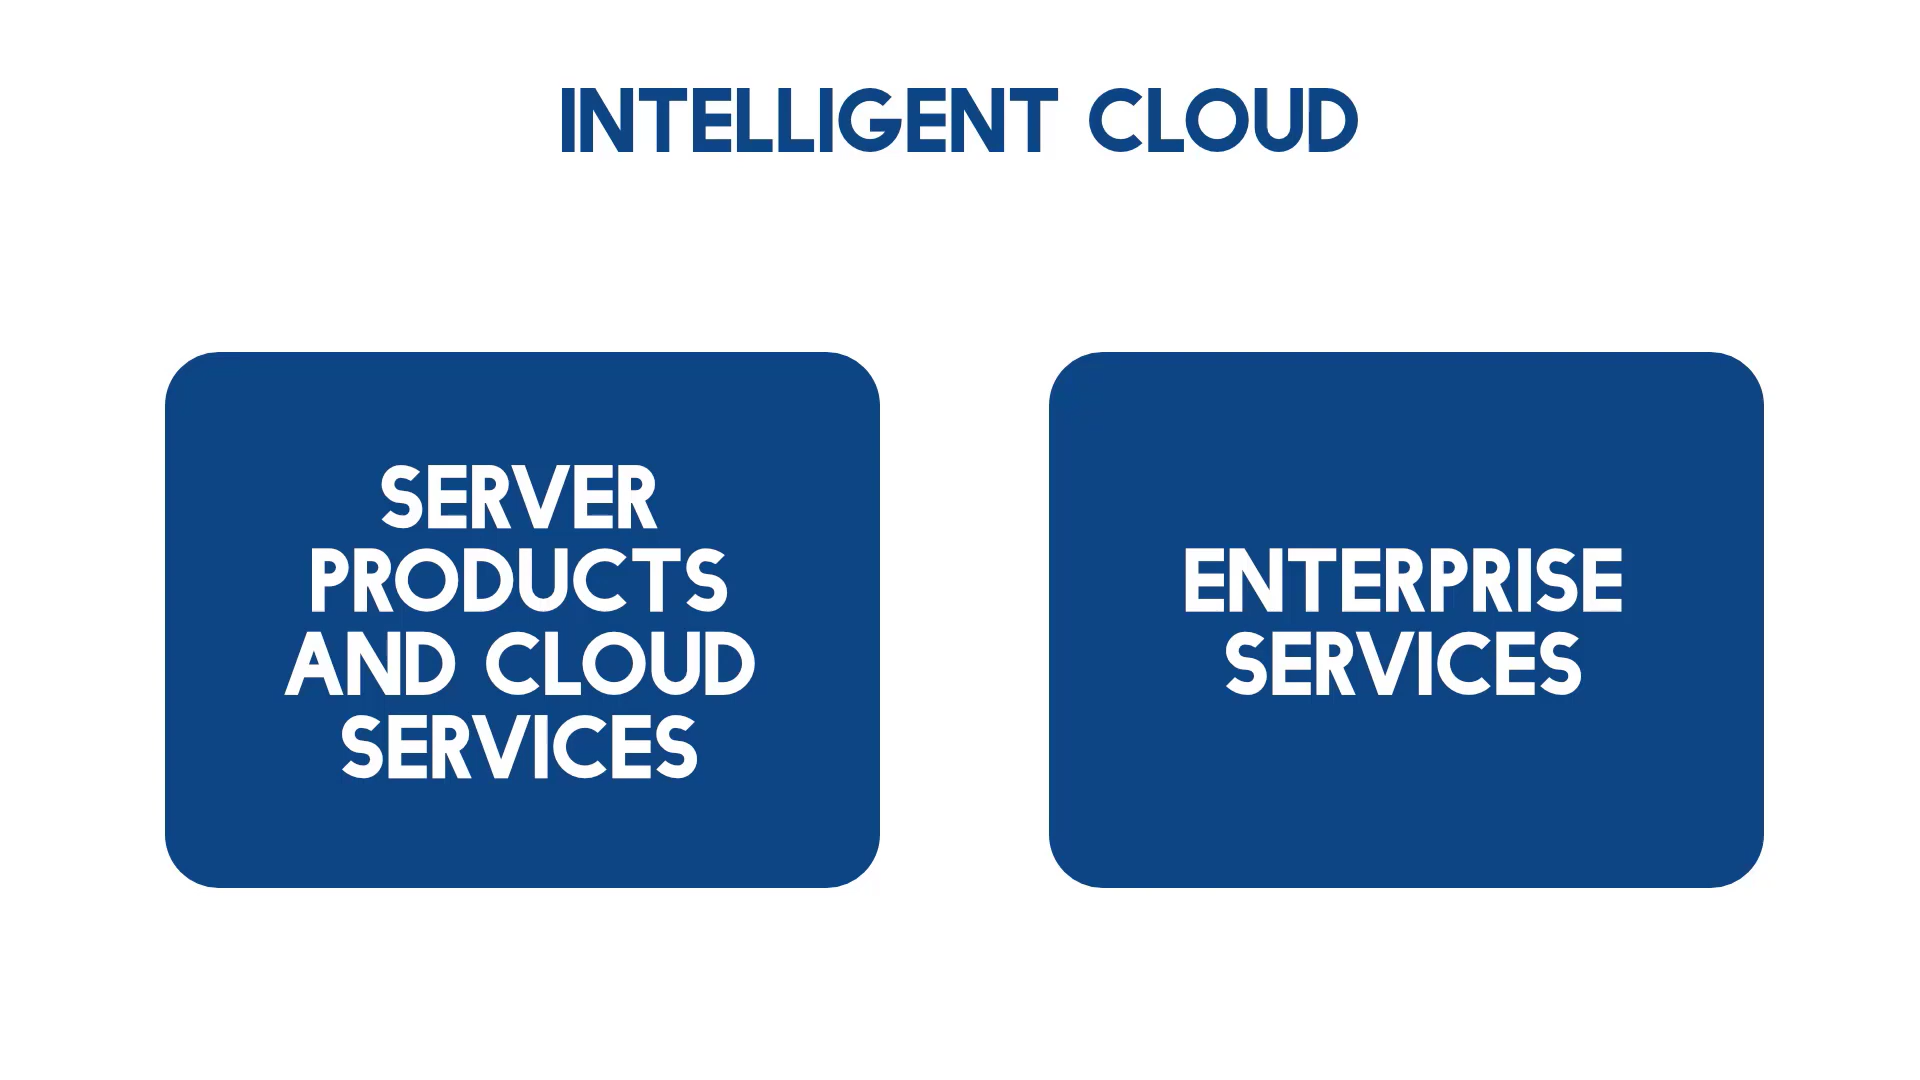 INTELLIGENT CLOUD
SERVER
PRODUCTS
AND CLOUD
SERVICES
ENTERPRISE
SERVICES